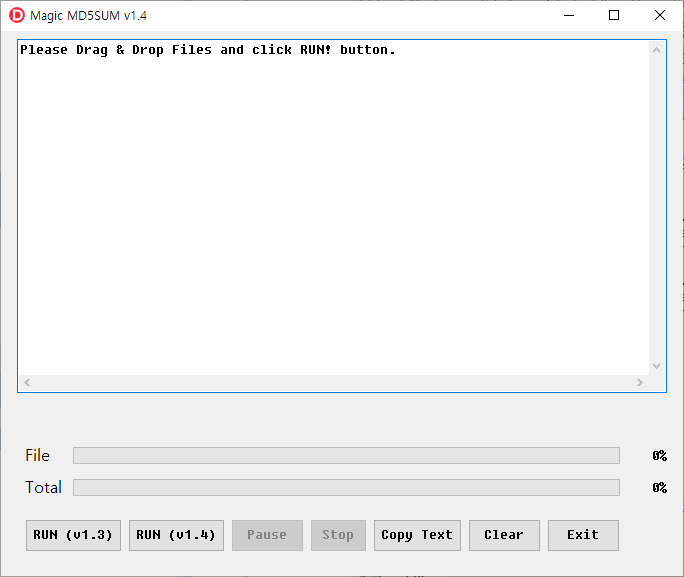 D Magic MD5SUM v1.4
Please Drag & Drop Files and click RUN! button.
File 0%
Total 0%
RUN (v1.3) RUN (v1.4) Pause Stop Copy Text Clear Exit